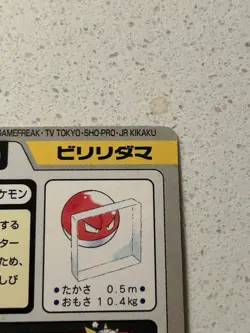 GAMEFREAK・TV TOKYO・SHO-PRO・JR KIKAKU
ビリリダマ
ケモン
する
ター
ため、
しび
●たかさ 0.5m●
●おもさ 10.4kg●